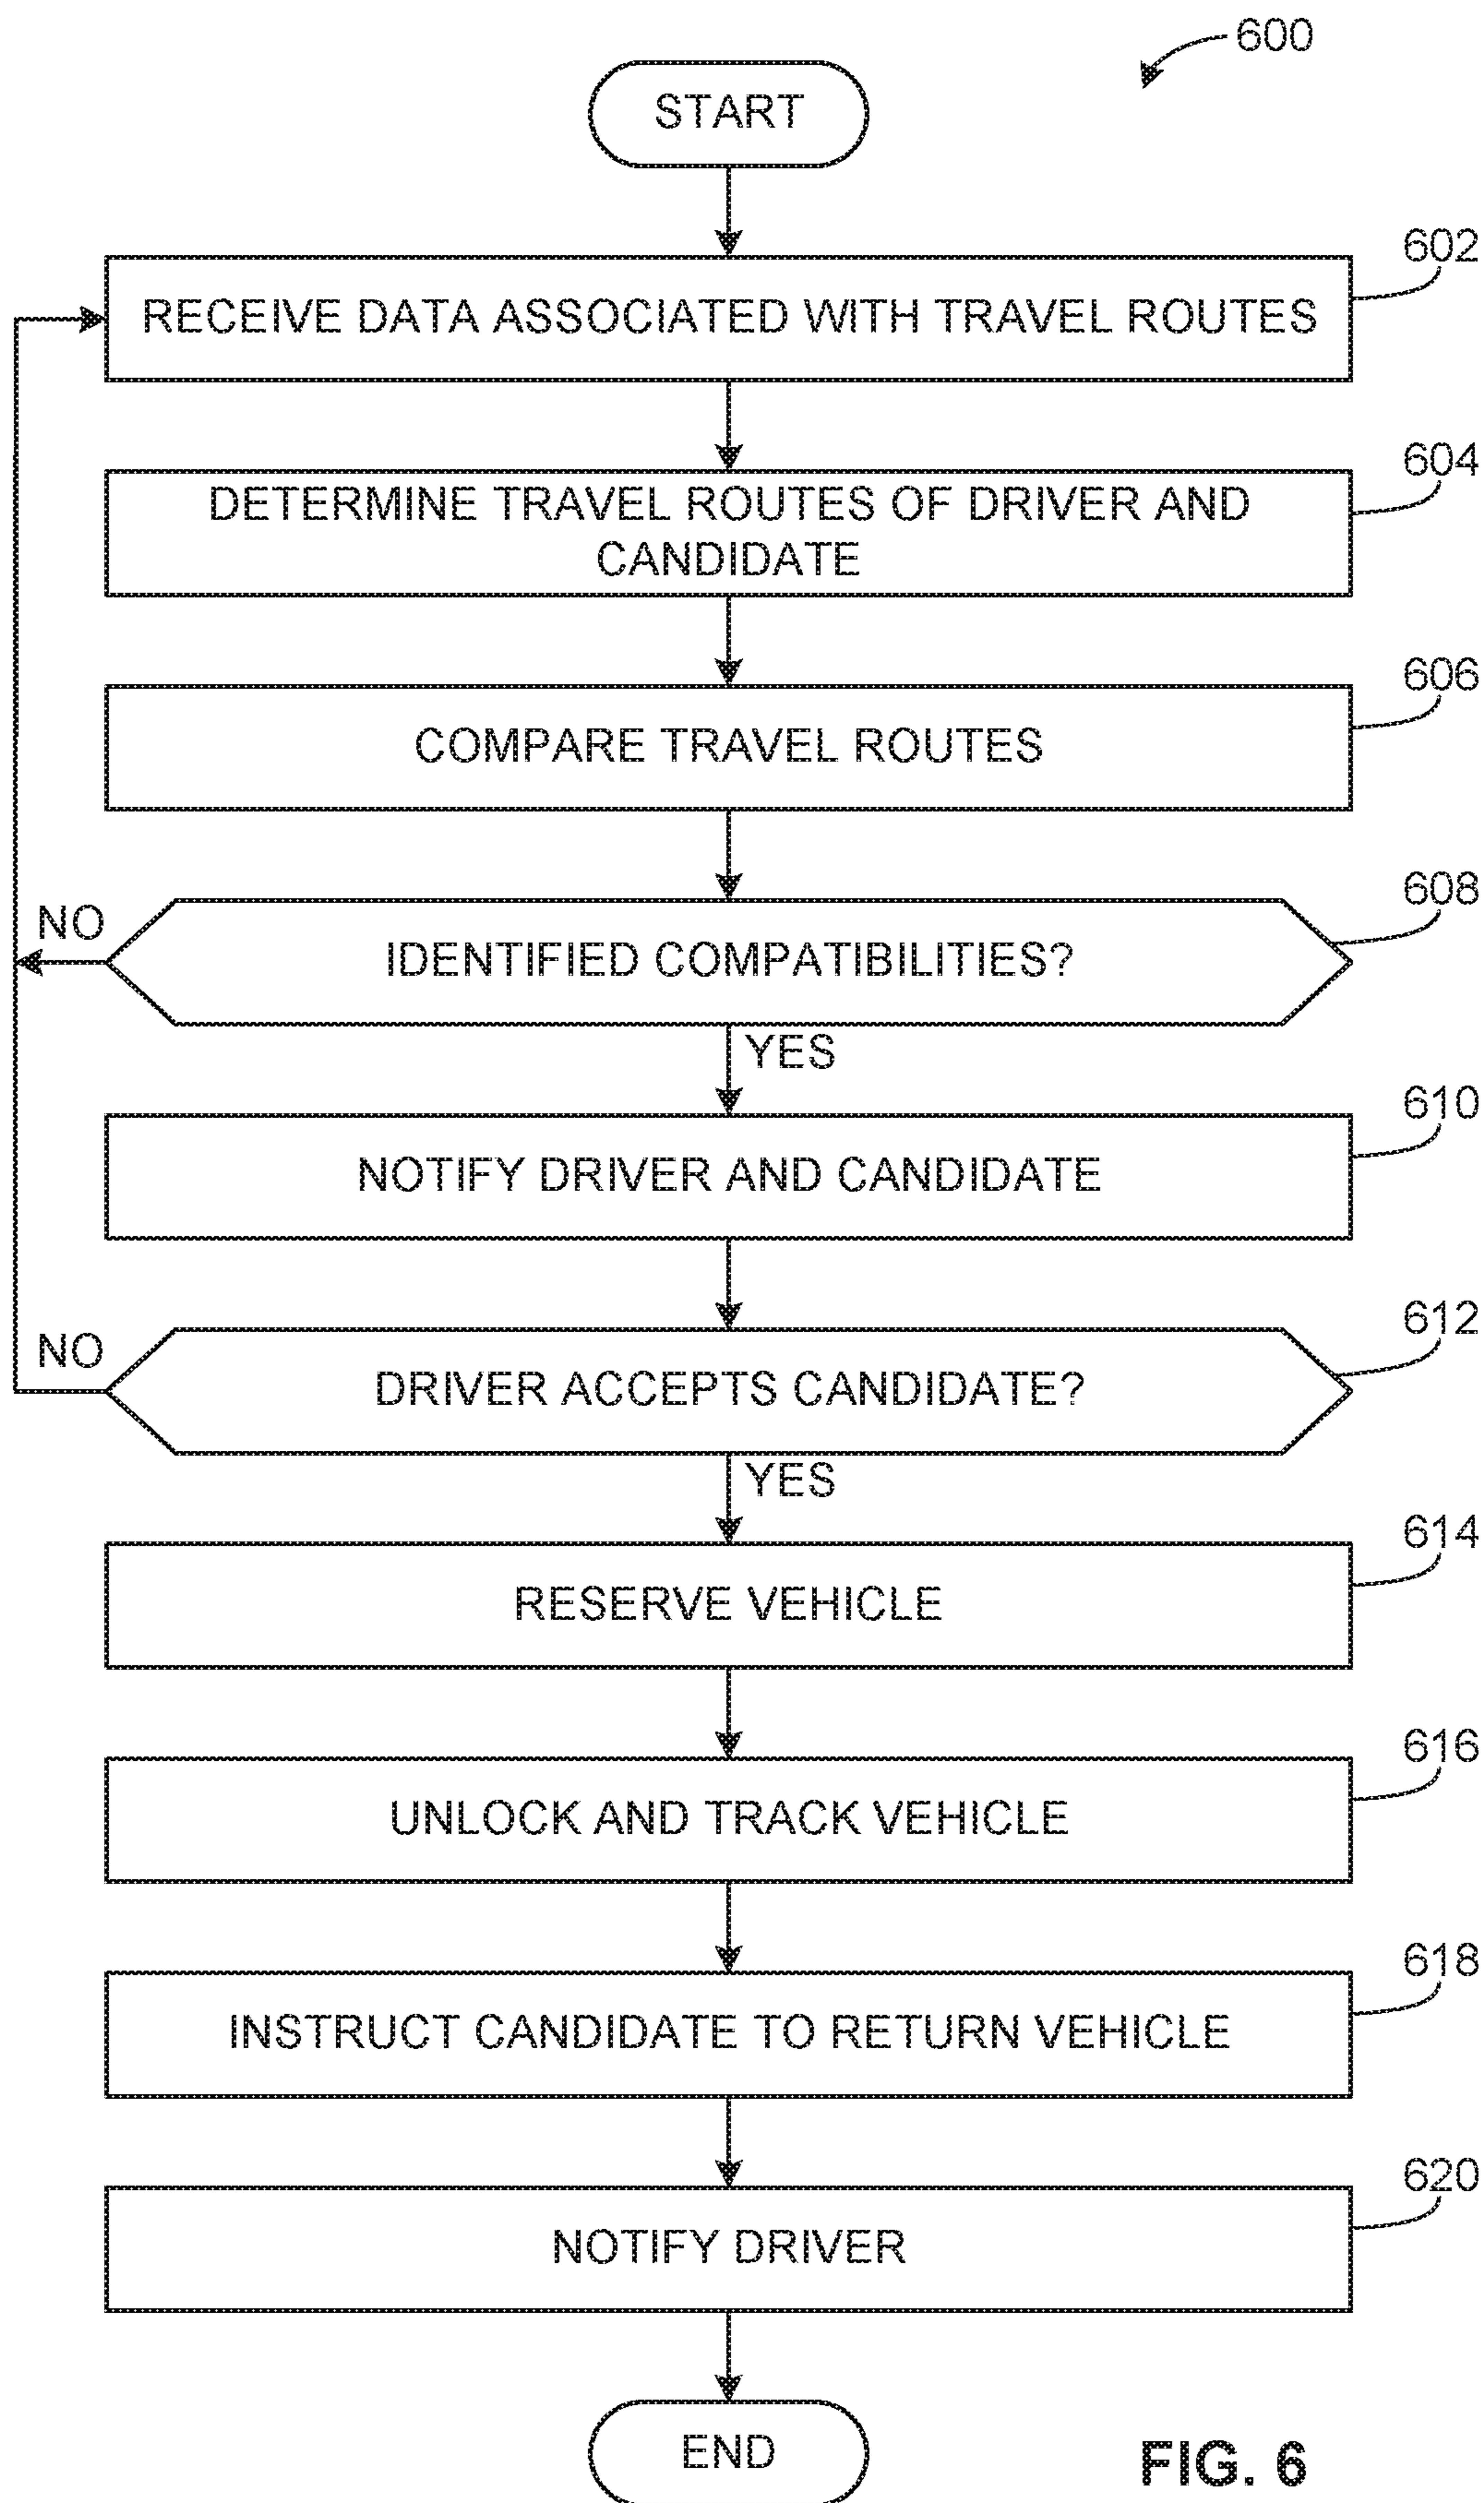 600
START
602
RECEIVE DATA ASSOCIATED WITH TRAVEL ROUTES
604
DETERMINE TRAVEL ROUTES OF DRIVER AND
CANDIDATE
606
COMPARE TRAVEL ROUTES
608
NO
IDENTIFIED COMPATIBILITIES?
YES
610
NOTIFY DRIVER AND CANDIDATE
612
NO
DRIVER ACCEPTS CANDIDATE?
YES
614
RESERVE VEHICLE
616
UNLOCK AND TRACK VEHICLE
618
INSTRUCT CANDIDATE TO RETURN VEHICLE
620
NOTIFY DRIVER
END
FIG. 6